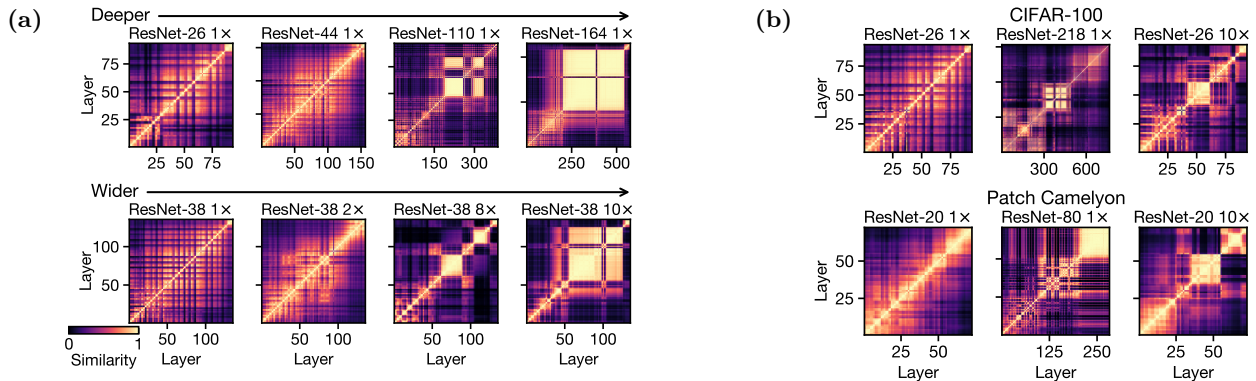 (a)
Deeper
ResNet-26 1× ResNet-44 1× ResNet-110 1× ResNet-164 1×
Layer
75
50
25
25 50 75
50 100 150
150 300
250 500
Wider
ResNet-38 1× ResNet-38 2× ResNet-38 8× ResNet-38 10×
Layer
100
50
50 100
50 100
50 100
50 100
Layer Layer Layer Layer
0 1
Similarity
(b)
CIFAR-100
ResNet-26 1× ResNet-218 1× ResNet-26 10×
Layer
75
50
25
25 50 75
300 600
25 50 75
Patch Camelyon
ResNet-20 1× ResNet-80 1× ResNet-20 10×
Layer
50
25
25 50
125 250
25 50
Layer Layer Layer